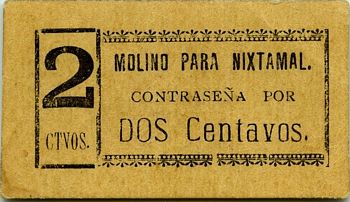 2
CTVOS.
MOLINO PARA NIXTAMAL.
CONTRASEÑA POR
DOS Centavos.